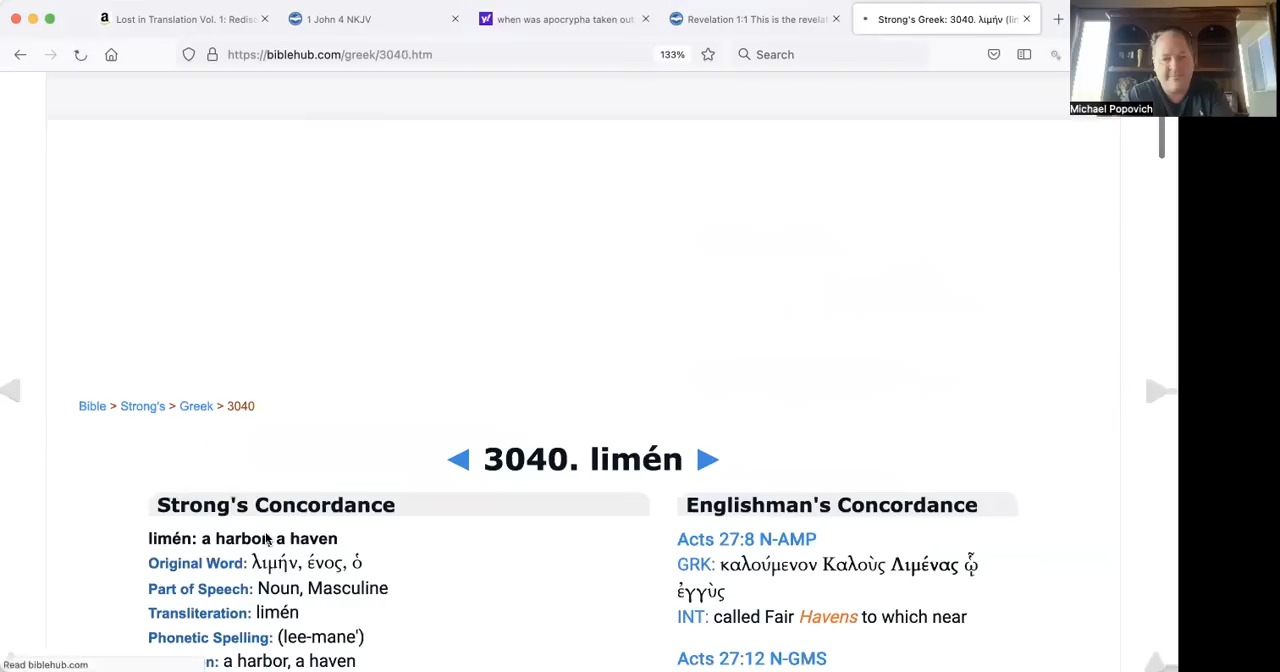 Lost in Translation Vol. 1: Redisc
1 John 4 NKJV
when was apocrypha taken out
Revelation 1:1 This is the revela
Strong's Greek: 3040. λιμήν (lin
https://biblehub.com/greek/3040.htm
133%
Search
Michael Popovich
Bible > Strong's > Greek > 3040
3040. limén
Strong's Concordance
limén: a harbor, a haven
Original Word: λιμήν, ένος, ὁ
Part of Speech: Noun, Masculine
Transliteration: limén
Phonetic Spelling: (lee-mane')
n: a harbor, a haven
Englishman's Concordance
Acts 27:8 N-AMP
GRK: καλούμενον Καλοὺς Λιμένας ᾧ
ἐγγὺς
INT: called Fair Havens to which near
Acts 27:12 N-GMS
Read biblehub.com